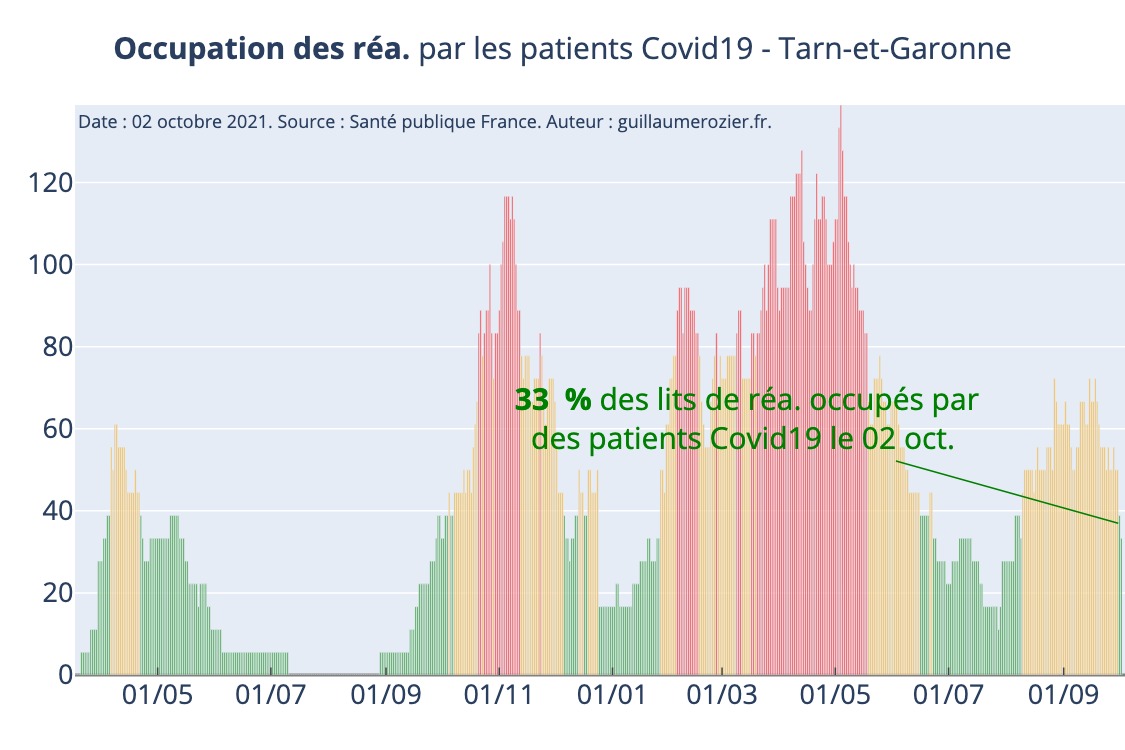 Occupation des réa. par les patients Covid19 - Tarn-et-Garonne
Date : 02 octobre 2021. Source : Santé publique France. Auteur : guillaumerozier.fr.
120
100
80
60
40
20
0
33 % des lits de réa. occupés par
des patients Covid19 le 02 oct.
01/05 01/07 01/09 01/11 01/01 01/03 01/05 01/07 01/09